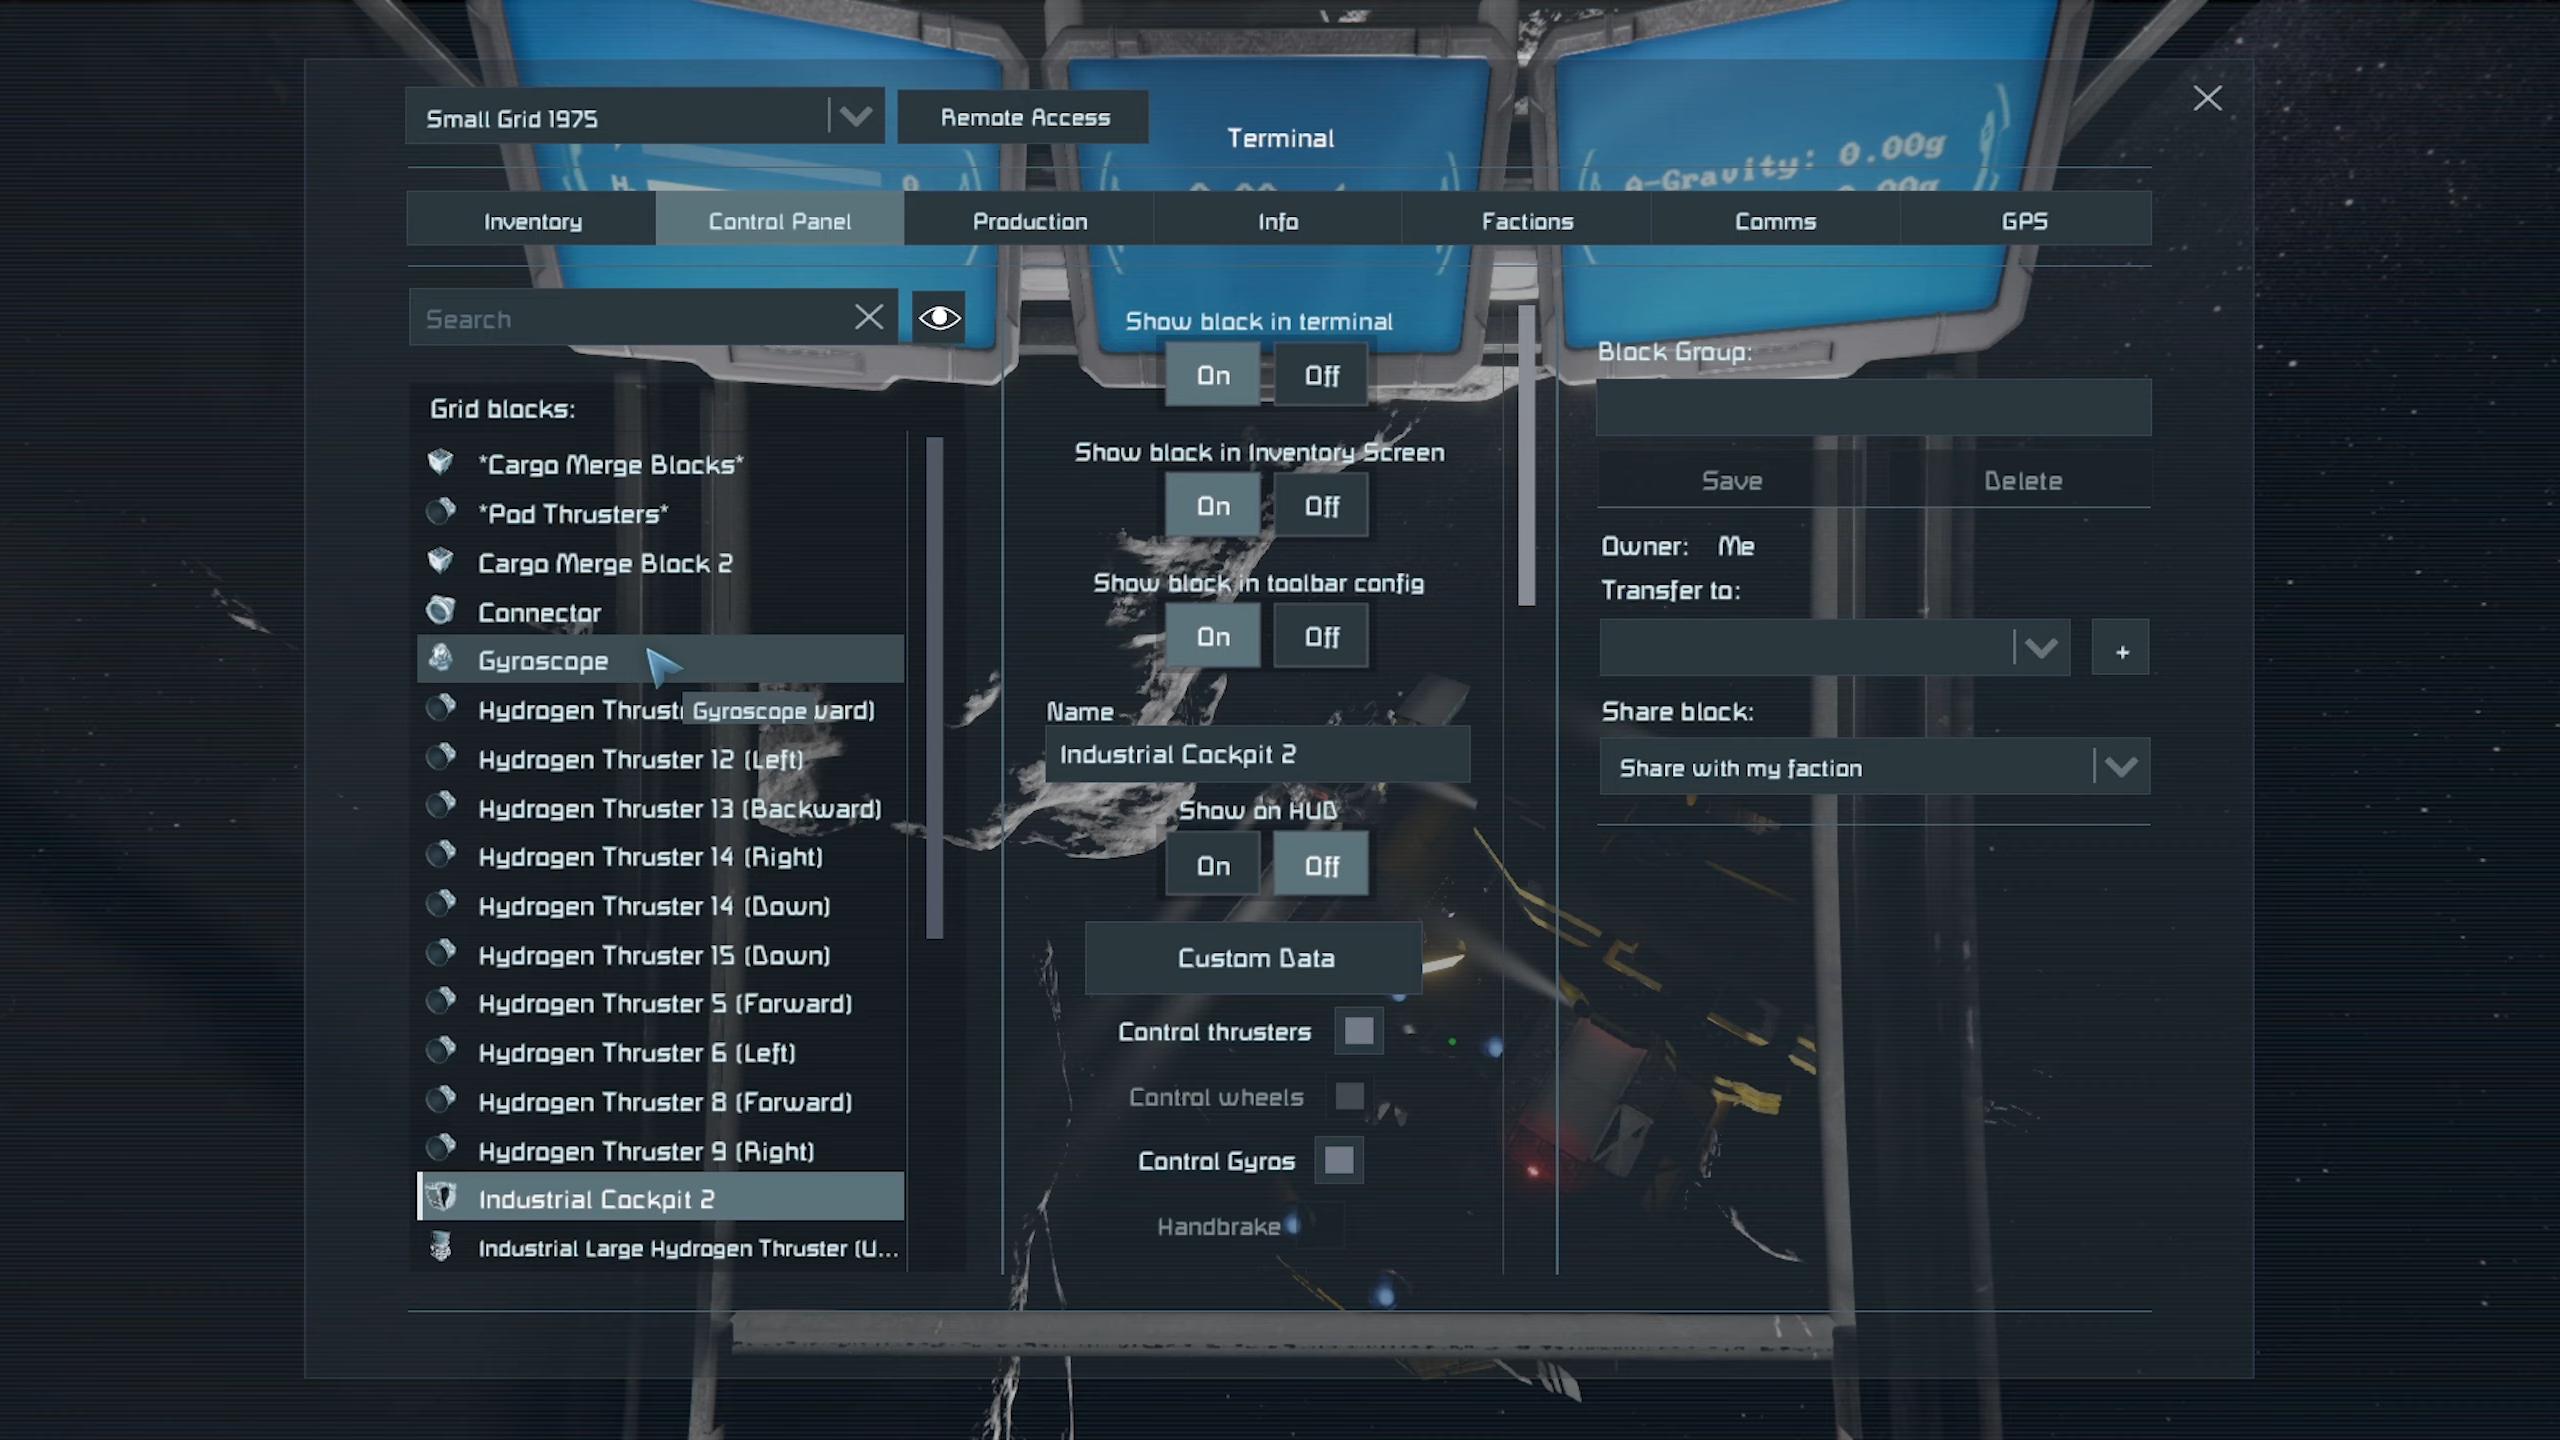 Small Grid 1975
Remote Access
Terminal
A-Gravity: 0.00g
Inventory
Control Panel
Production
Info
Factions
Comms
GPS
Search
Grid blocks:
*Cargo Merge Blocks*
*Pod Thrusters*
Cargo Merge Block 2
Connector
Gyroscope
Hydrogen Thrust
Gyroscope
ward)
Hydrogen Thruster 12 (Left)
Hydrogen Thruster 13 (Backward)
Hydrogen Thruster 14 (Right)
Hydrogen Thruster 14 (Down)
Hydrogen Thruster 15 (Down)
Hydrogen Thruster 5 (Forward)
Hydrogen Thruster 6 (Left)
Hydrogen Thruster 8 (Forward)
Hydrogen Thruster 9 (Right)
Industrial Cockpit 2
Industrial Large Hydrogen Thruster (U...
Show block in terminal
On Off
Show block in Inventory Screen
On Off
Show block in toolbar config
On Off
Name
Industrial Cockpit 2
Show on HUD
On Off
Custom Data
Control thrusters
Control wheels
Control Gyros
Handbrake
Block Group:
Save
Delete
Owner: Me
Transfer to:
+
Share block:
Share with my faction